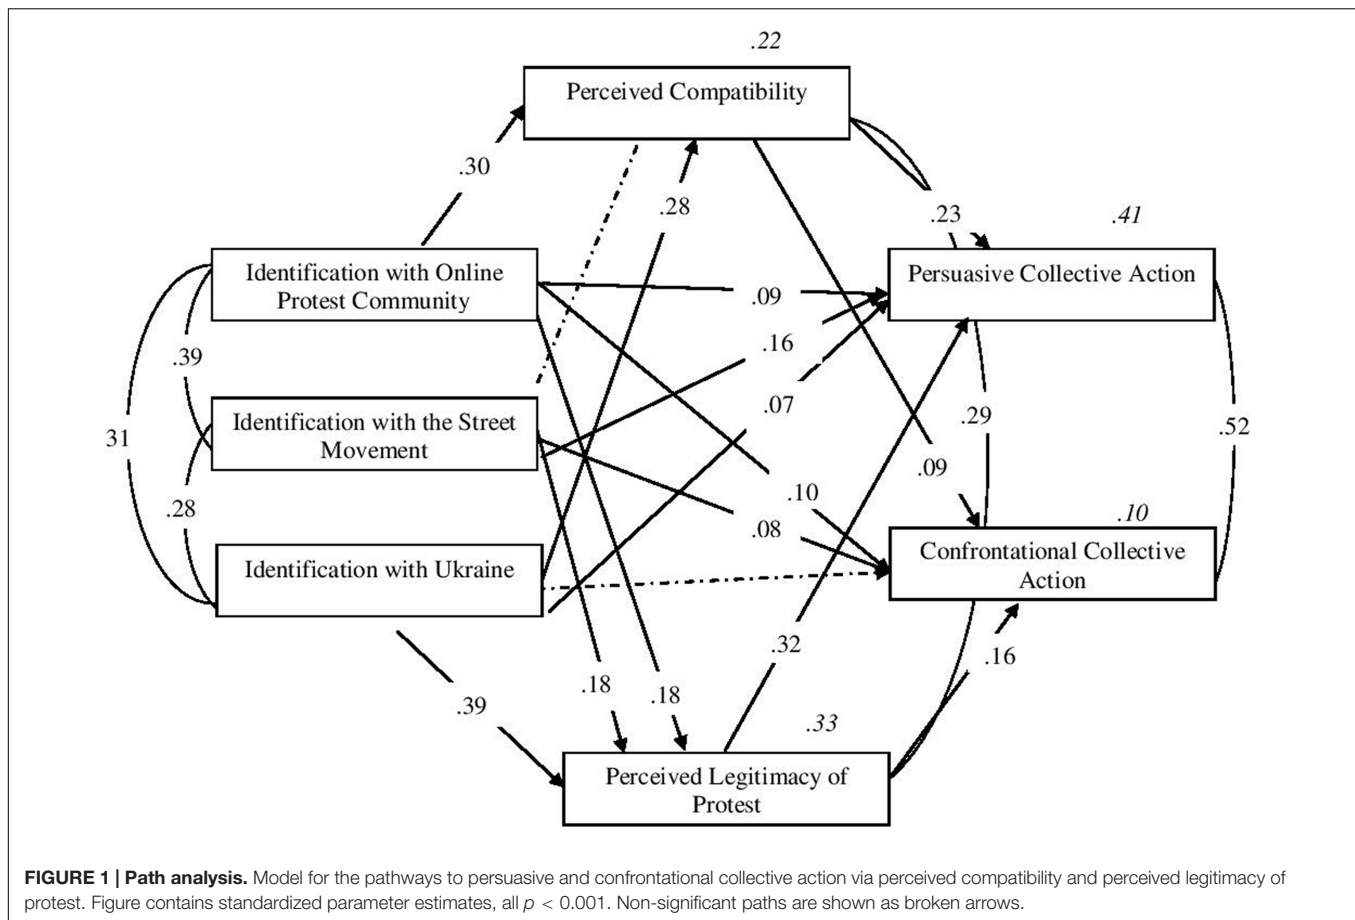 .22
Perceived Compatibility
.30
.28
.23
.41
Identification with Online
Protest Community
Persuasive Collective Action
.09
.16
.39
.07
Identification with the Street
Movement
.29
.52
31
.09
.10
.28
.08
.10
Identification with Ukraine
Confrontational Collective
Action
.32
.16
.18
.18
.39
.33
Perceived Legitimacy of
Protest
FIGURE 1 | Path analysis. Model for the pathways to persuasive and confrontational collective action via perceived compatibility and perceived legitimacy of
protest. Figure contains standardized parameter estimates, all p < 0.001. Non-significant paths are shown as broken arrows.